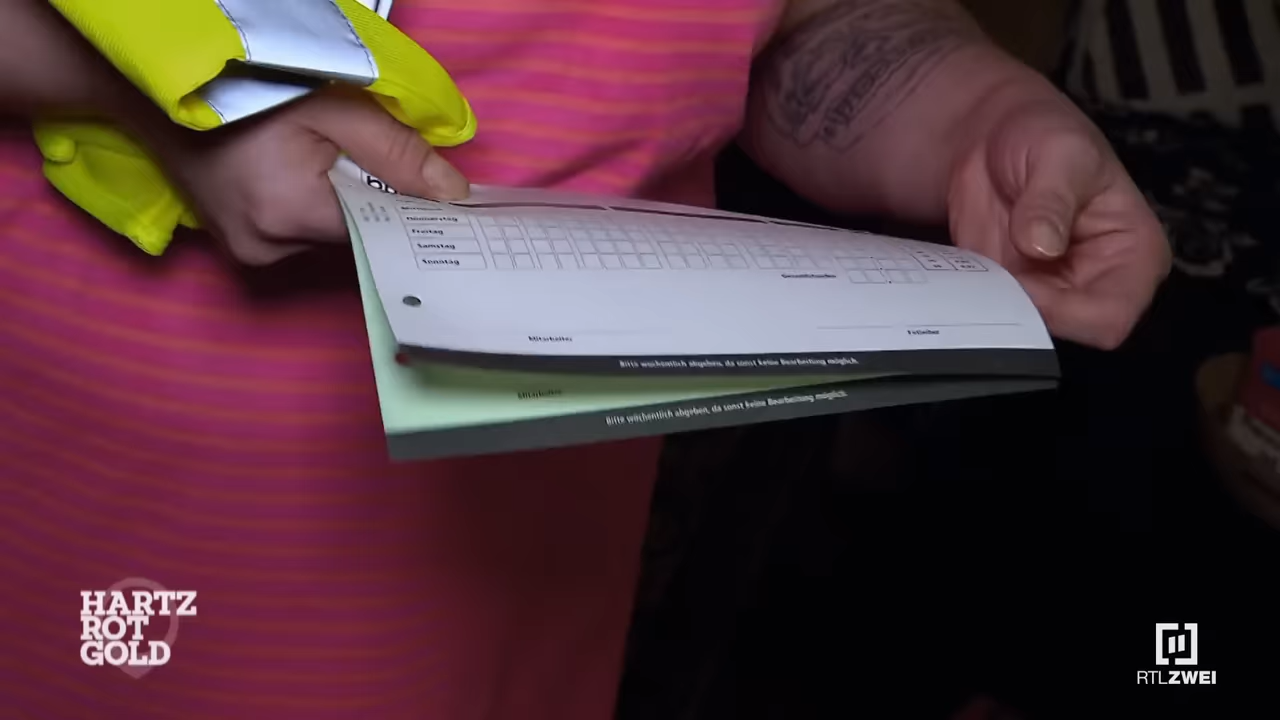 Donnerstag
Freitag
Samstag
Sonntag
Gesamtstunden
Mitarbeiter
Entleiher
Bitte wöchentlich abgeben, da sonst keine Bearbeitung möglich.
Mitarbeiter
Bitte wöchentlich abgeben, da sonst keine Bearbeitung möglich.
HARTZ
ROT
GOLD
RTLZWEI